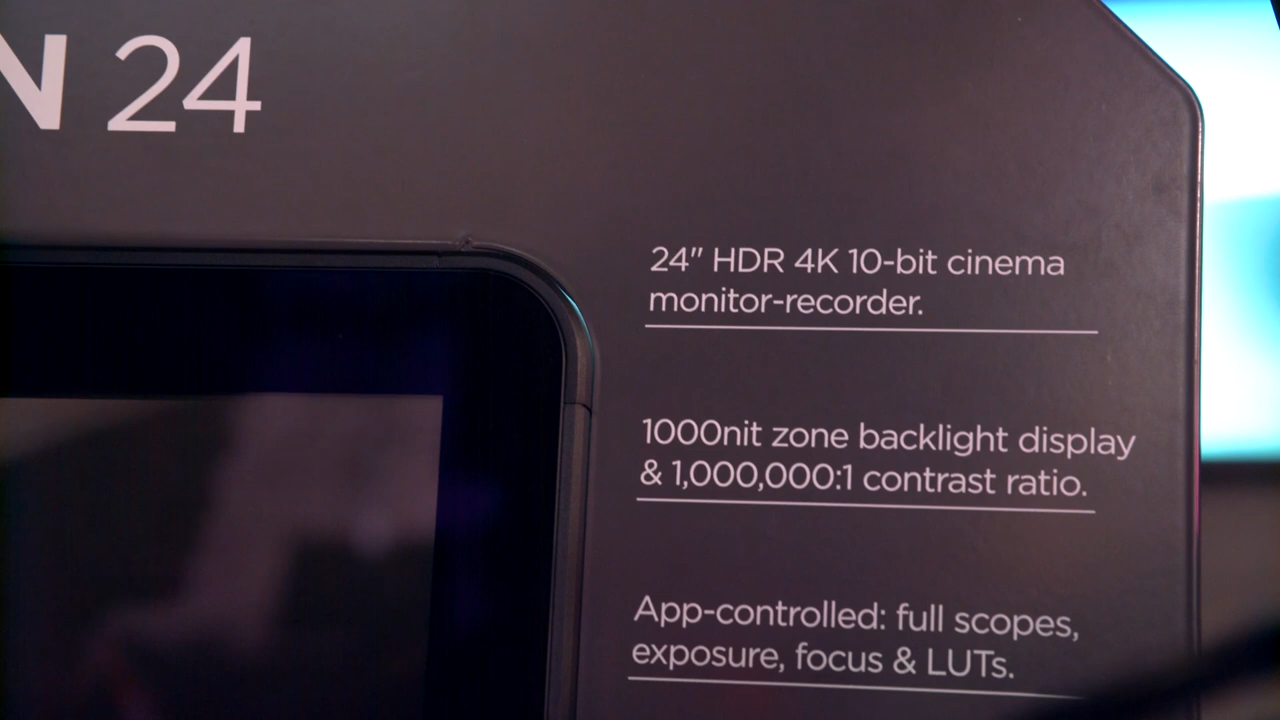 N 24
24" HDR 4K 10-bit cinema
monitor-recorder.
1000nit zone backlight display
& 1,000,000:1 contrast ratio.
App-controlled: full scopes,
exposure, focus & LUTs.